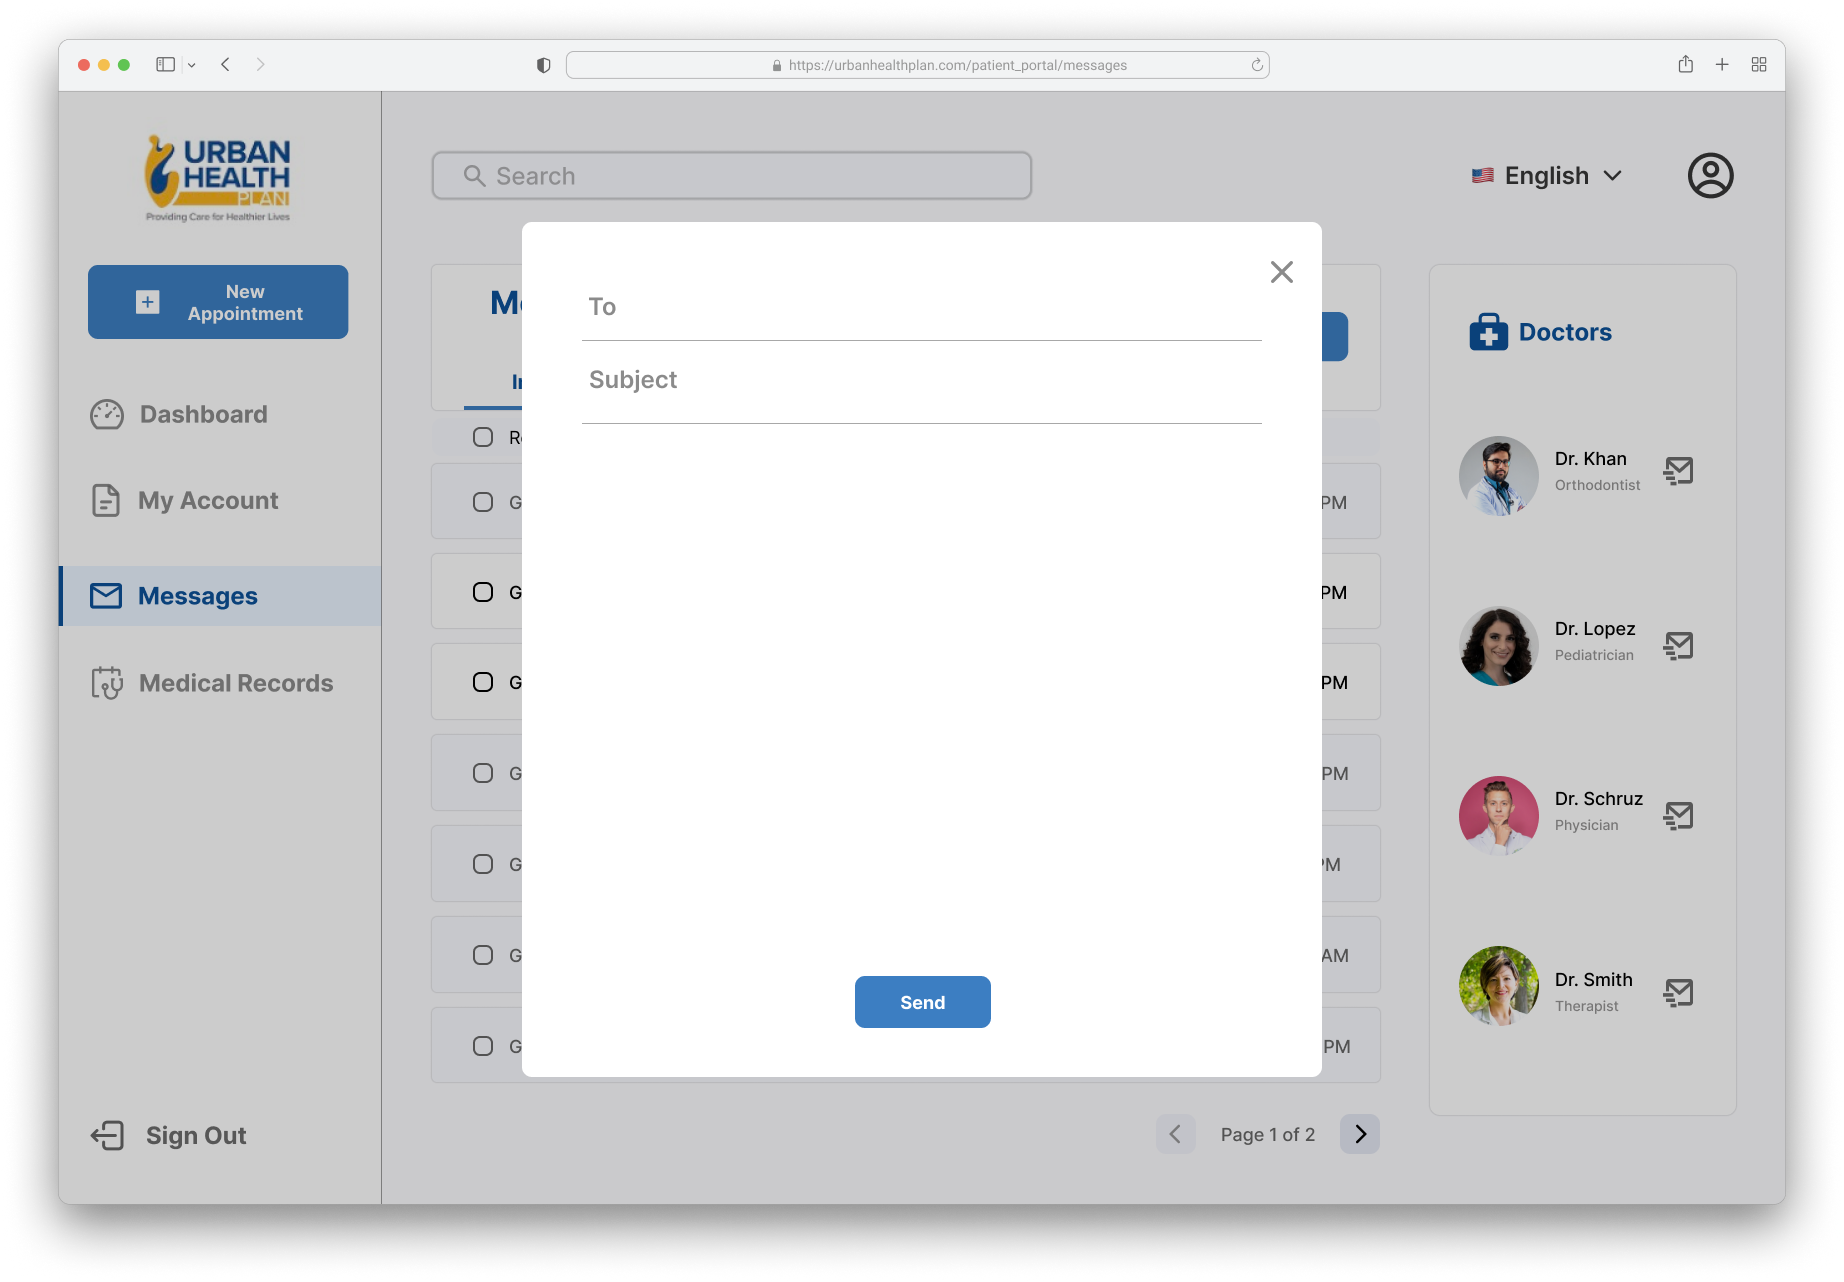 https://urbanhealthplan.com/patient_portal/messages
URBAN
HEALTH
PLAN
Providing Care for Healthier Lives
Search
English
New
Appointment
Dashboard
My Account
Messages
Medical Records
Sign Out
To
Subject
Send
PM
PM
PM
PM
PM
AM
PM
Page 1 of 2
Doctors
Dr. Khan
Orthodontist
Dr. Lopez
Pediatrician
Dr. Schruz
Physician
Dr. Smith
Therapist